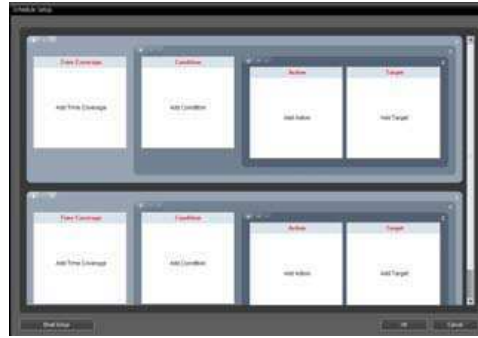 Schedule Setup
Time Coverage
Condition
Action
Target
Add Time Coverage
Add Condition
Add Action
Add Target
Time Coverage
Condition
Action
Target
Add Time Coverage
Add Condition
Add Action
Add Target
Email Setup
OK
Cancel